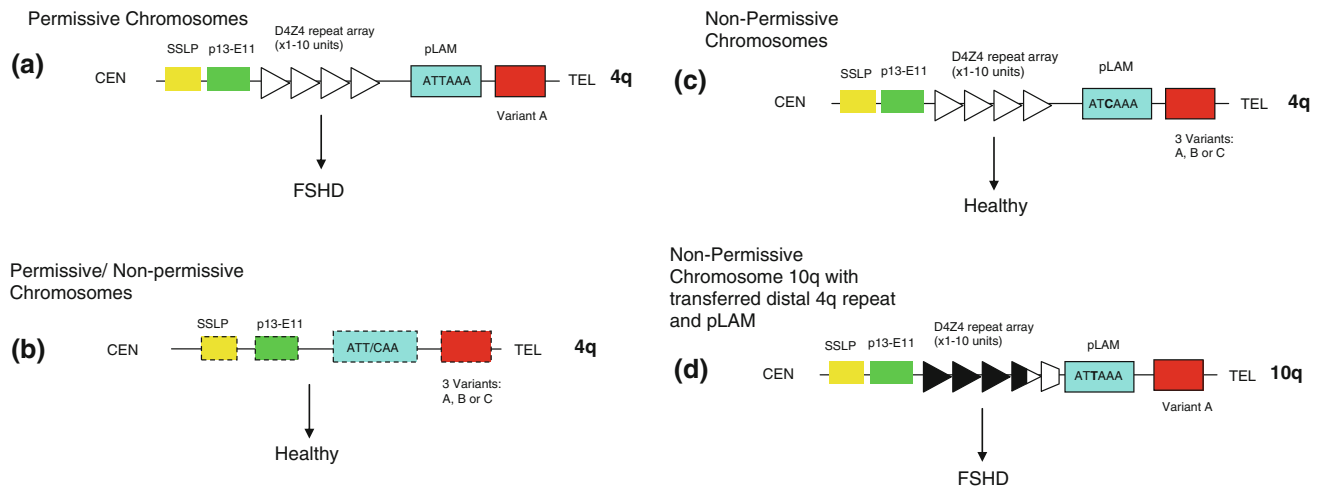 Permissive Chromosomes
(a)
D4Z4 repeat array
(x1-10 units)
SSLP p13-E11 pLAM
CEN ATTAAA TEL 4q
Variant A
FSHD
Permissive/ Non-permissive
Chromosomes
(b)
SSLP p13-E11
CEN ATT/CAA TEL 4q
3 Variants:
A, B or C
Healthy
Non-Permissive
Chromosomes
(c)
D4Z4 repeat array
(x1-10 units)
SSLP p13-E11 pLAM
CEN ATCAAA TEL 4q
3 Variants:
A, B or C
Healthy
Non-Permissive
Chromosome 10q with
transferred distal 4q repeat
and pLAM
(d)
D4Z4 repeat array
(x1-10 units)
SSLP p13-E11 pLAM
CEN ATTAAA TEL 10q
Variant A
FSHD